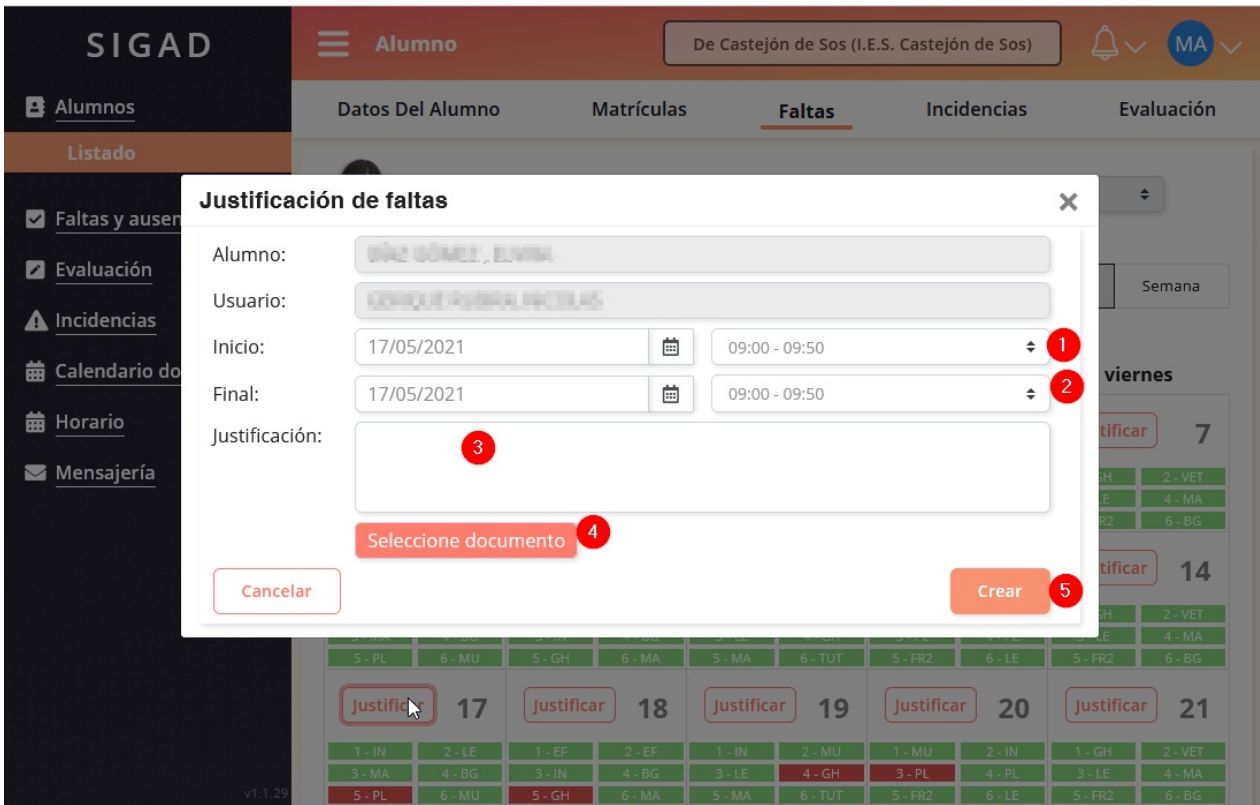 SIGAD
Alumno
De Castejón de Sos (I.E.S. Castejón de Sos)
MA
Alumnos
Listado
Faltas y ausen
Evaluación
Incidencias
Calendario do
Horario
Mensajería
v1.1.29
Datos Del Alumno Matrículas Faltas Incidencias Evaluación
Semana
viernes
Justificación de faltas
Alumno:
Usuario:
Inicio: 17/05/2021 09:00 - 09:50 1
Final: 17/05/2021 09:00 - 09:50 2
Justificación: 3
Seleccione documento 4
Cancelar Crear 5
tificar 7
2 - VET
4 - MA
6 - BG
tificar 14
2 - VET
4 - MA
5 - PL 6 - MU 5 - GH 6 - MA 5 - MA 6 - TUT 5 - FR2 6 - LE 5 - FR2 6 - BG
Justificar 17 Justificar 18 Justificar 19 Justificar 20 Justificar 21
1 - IN 2 - LE 1 - EF 2 - EF 1 - IN 2 - MU 1 - MU 2 - IN 1 - GH 2 - VET
3 - MA 4 - BG 3 - IN 4 - BG 3 - LE 4 - GH 3 - PL 4 - PL 3 - LE 4 - MA
5 - PL 6 - MU 5 - GH 6 - MA 5 - MA 6 - TUT 5 - FR2 6 - LE 5 - FR2 6 - BG